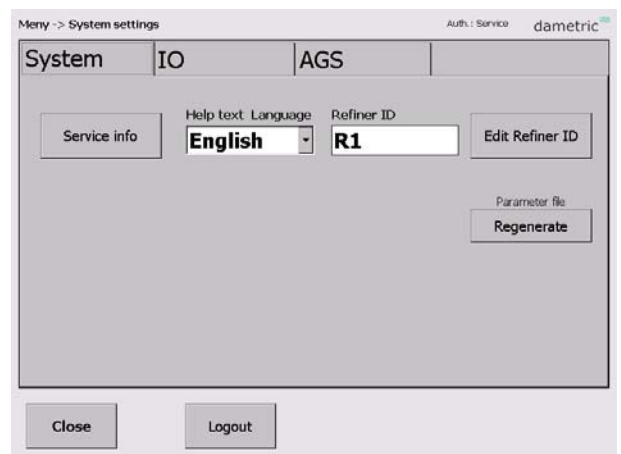 Meny -> System settings
Auth.: Service
dametric
System
IO
AGS
Help text Language
Refiner ID
Service info
English
R1
Edit Refiner ID
Parameter file
Regenerate
Close
Logout